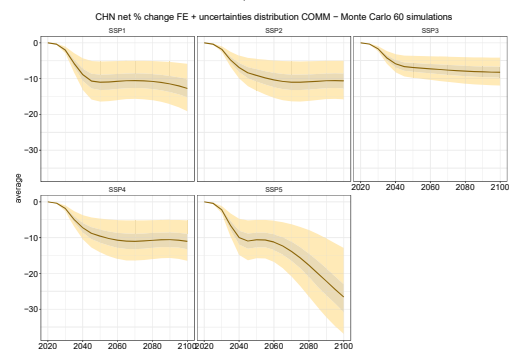 CHN net % change FE + uncertainties distribution COMM − Monte Carlo 60 simulations
SSP1 SSP2 SSP3
0
−10
−20
−30
2020 2040 2060 2080 2100
average
SSP4 SSP5
0
−10
−20
−30
2020 2040 2060 2080 2100 2020 2040 2060 2080 2100